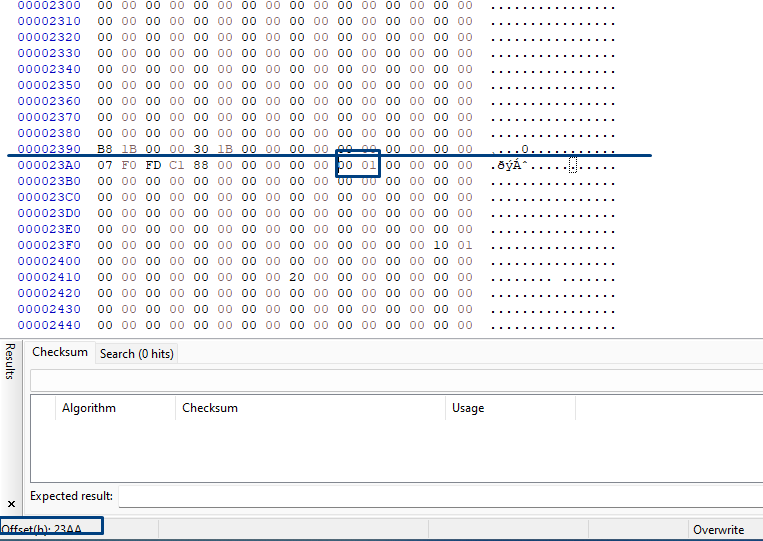 00002300 00 00 00 00 00 00 00 00 00 00 00 00 00 00 00 00 ................
00002310 00 00 00 00 00 00 00 00 00 00 00 00 00 00 00 00 ................
00002320 00 00 00 00 00 00 00 00 00 00 00 00 00 00 00 00 ................
00002330 00 00 00 00 00 00 00 00 00 00 00 00 00 00 00 00 ................
00002340 00 00 00 00 00 00 00 00 00 00 00 00 00 00 00 00 ................
00002350 00 00 00 00 00 00 00 00 00 00 00 00 00 00 00 00 ................
00002360 00 00 00 00 00 00 00 00 00 00 00 00 00 00 00 00 ................
00002370 00 00 00 00 00 00 00 00 00 00 00 00 00 00 00 00 ................
00002380 00 00 00 00 00 00 00 00 00 00 00 00 00 00 00 00 ................
00002390 B8 1B 00 00 30 1B 00 00 00 00 00 00 00 00 00 00 ...0...........
000023A0 07 F0 FD C1 88 00 00 00 00 00 00 01 00 00 00 00 .ðýÁˆ...........
000023B0 00 00 00 00 00 00 00 00 00 00 00 00 00 00 00 00 ................
000023C0 00 00 00 00 00 00 00 00 00 00 00 00 00 00 00 00 ................
000023D0 00 00 00 00 00 00 00 00 00 00 00 00 00 00 00 00 ................
000023E0 00 00 00 00 00 00 00 00 00 00 00 00 00 00 00 00 ................
000023F0 00 00 00 00 00 00 00 00 00 00 00 00 00 00 10 01 ................
00002400 00 00 00 00 00 00 00 00 00 00 00 00 00 00 00 00 ................
00002410 00 00 00 00 00 00 00 00 20 00 00 00 00 00 00 00 ........ .......
00002420 00 00 00 00 00 00 00 00 00 00 00 00 00 00 00 00 ................
00002430 00 00 00 00 00 00 00 00 00 00 00 00 00 00 00 00 ................
00002440 00 00 00 00 00 00 00 00 00 00 00 00 00 00 00 00 ................
Results
Checksum Search (0 hits)
Algorithm Checksum Usage
Expected result:
Offset(h): 23AA Overwrite